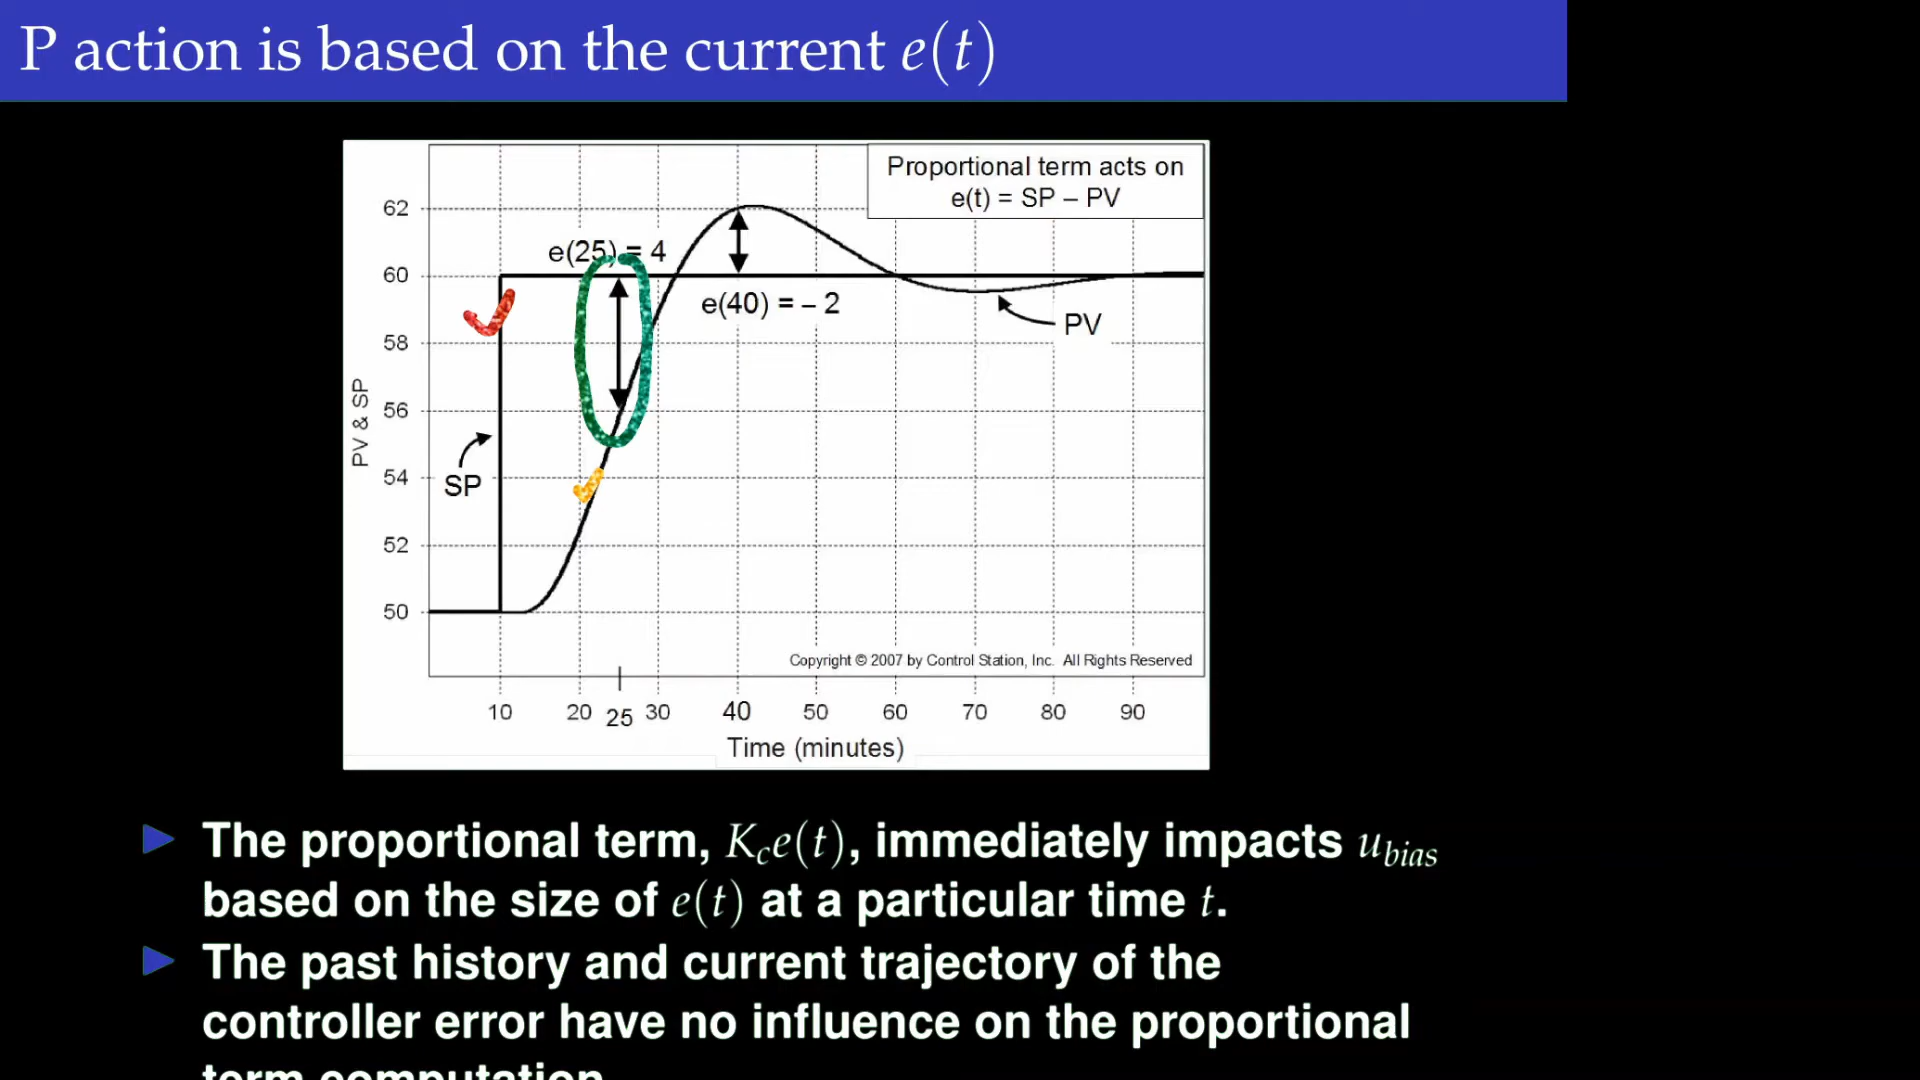 P action is based on the current e(t)
Proportional term acts on
e(t) = SP – PV
62
e(25) = 4
60
e(40) = – 2
PV
58
56
PV & SP
54
SP
52
50
Copyright © 2007 by Control Station, Inc. All Rights Reserved
10 20 25 30 40 50 60 70 80 90
Time (minutes)
The proportional term, K_c e(t), immediately impacts u_bias
based on the size of e(t) at a particular time t.
The past history and current trajectory of the
controller error have no influence on the proportional
term computation